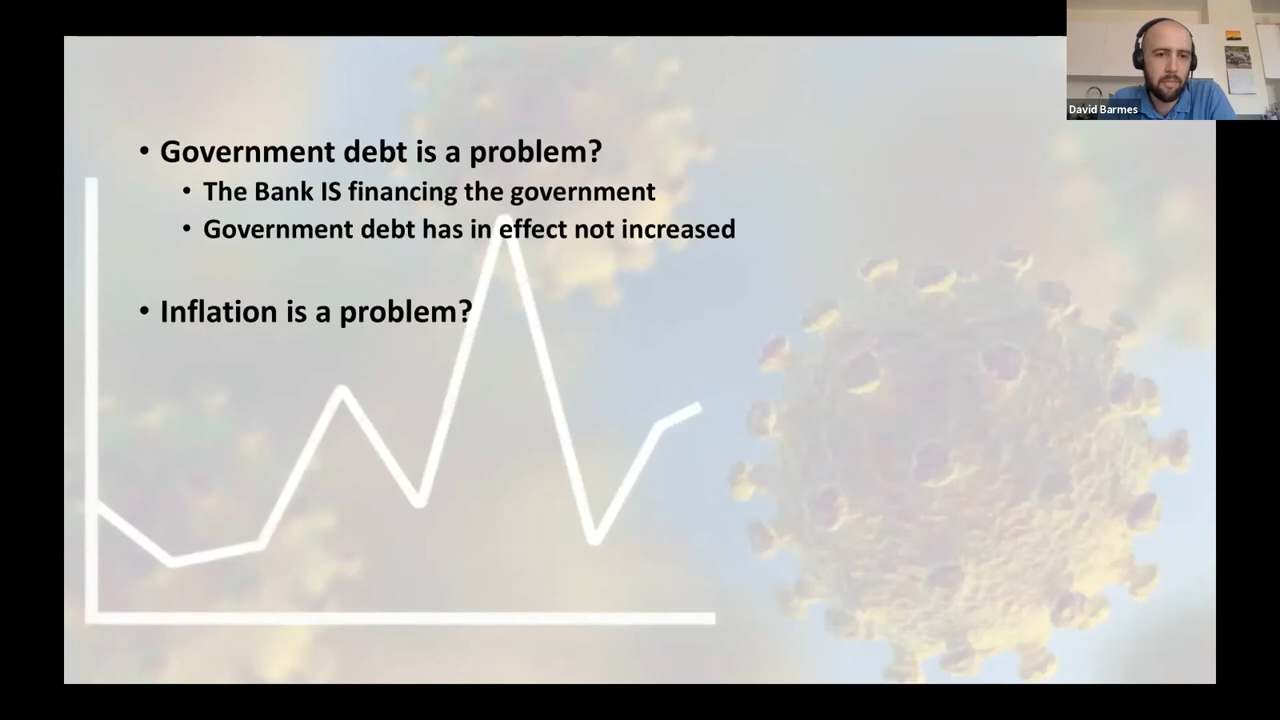 David Barmes
• Government debt is a problem?
• The Bank IS financing the government
• Government debt has in effect not increased
• Inflation is a problem?